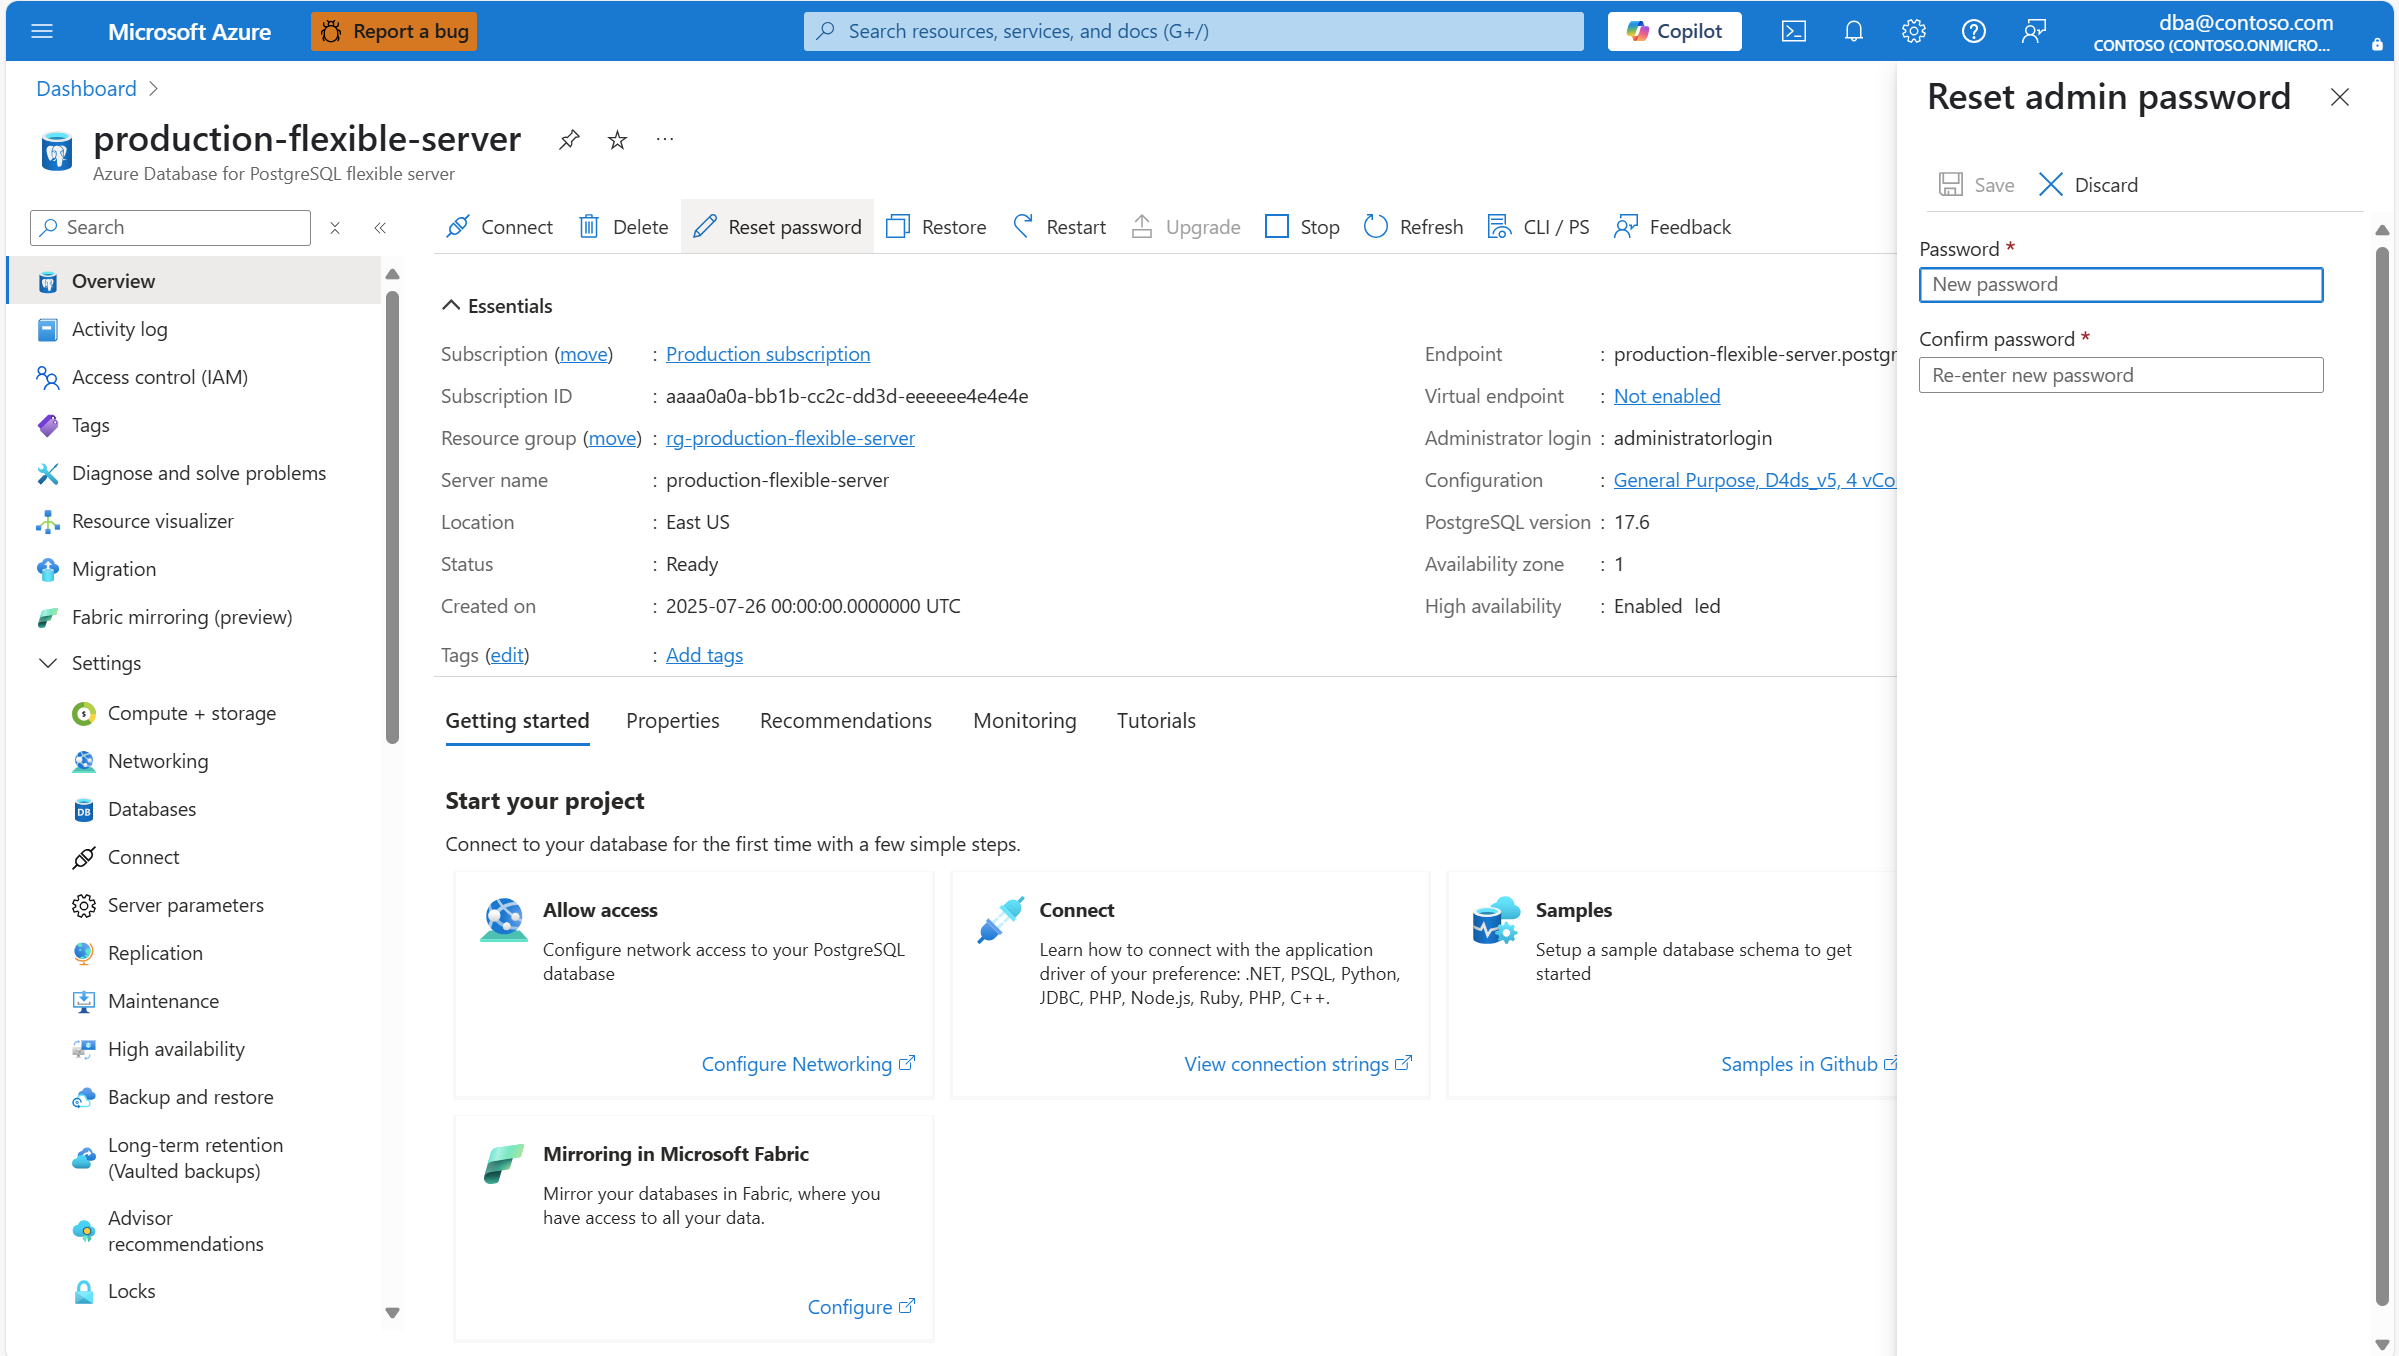 Microsoft Azure
Report a bug
Search resources, services, and docs (G+/)
Copilot
dba@contoso.com
CONTOSO (CONTOSO.ONMICRO...
Dashboard
production-flexible-server
Azure Database for PostgreSQL flexible server
Search
Connect Delete Reset password Restore Restart Upgrade Stop Refresh CLI / PS Feedback
Overview
Activity log
Access control (IAM)
Tags
Diagnose and solve problems
Resource visualizer
Migration
Fabric mirroring (preview)
Settings
Compute + storage
Networking
DB
Databases
Connect
Server parameters
Replication
Maintenance
High availability
Backup and restore
Long-term retention
(Vaulted backups)
Advisor
recommendations
Locks
Essentials
Subscription (move) : Production subscription
Subscription ID : aaaa0a0a-bb1b-cc2c-dd3d-eeeeee4e4e4e
Resource group (move) : rg-production-flexible-server
Server name : production-flexible-server
Location : East US
Status : Ready
Created on : 2025-07-26 00:00:00.0000000 UTC
Tags (edit) : Add tags
Endpoint : production-flexible-server.postgr
Virtual endpoint : Not enabled
Administrator login : administratorlogin
Configuration : General Purpose, D4ds_v5, 4 vCo
PostgreSQL version : 17.6
Availability zone : 1
High availability : Enabled led
Getting started Properties Recommendations Monitoring Tutorials
Start your project
Connect to your database for the first time with a few simple steps.
Allow access
Configure network access to your PostgreSQL
database
Configure Networking
Connect
Learn how to connect with the application
driver of your preference: .NET, PSQL, Python,
JDBC, PHP, Node.js, Ruby, PHP, C++.
View connection strings
Samples
Setup a sample database schema to get
started
Samples in Github
Mirroring in Microsoft Fabric
Mirror your databases in Fabric, where you
have access to all your data.
Configure
Reset admin password
Save Discard
Password *
New password
Confirm password *
Re-enter new password